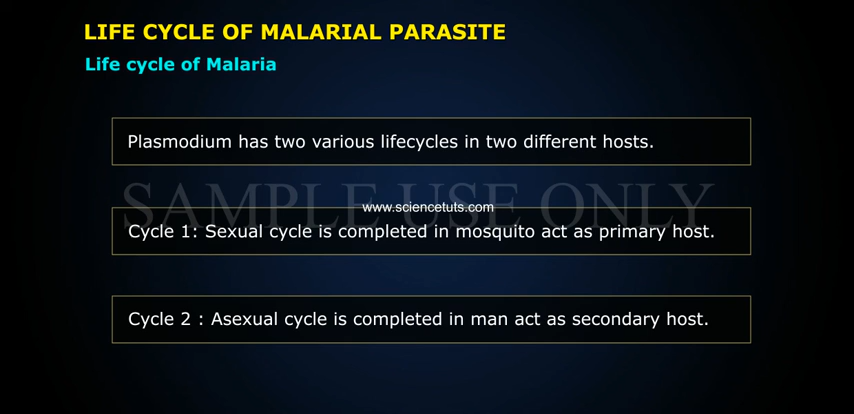 LIFE CYCLE OF MALARIAL PARASITE
Life cycle of Malaria
Plasmodium has two various lifecycles in two different hosts.
SAMPLE USE ONLY
www.sciencetuts.com
Cycle 1: Sexual cycle is completed in mosquito act as primary host.
Cycle 2 : Asexual cycle is completed in man act as secondary host.